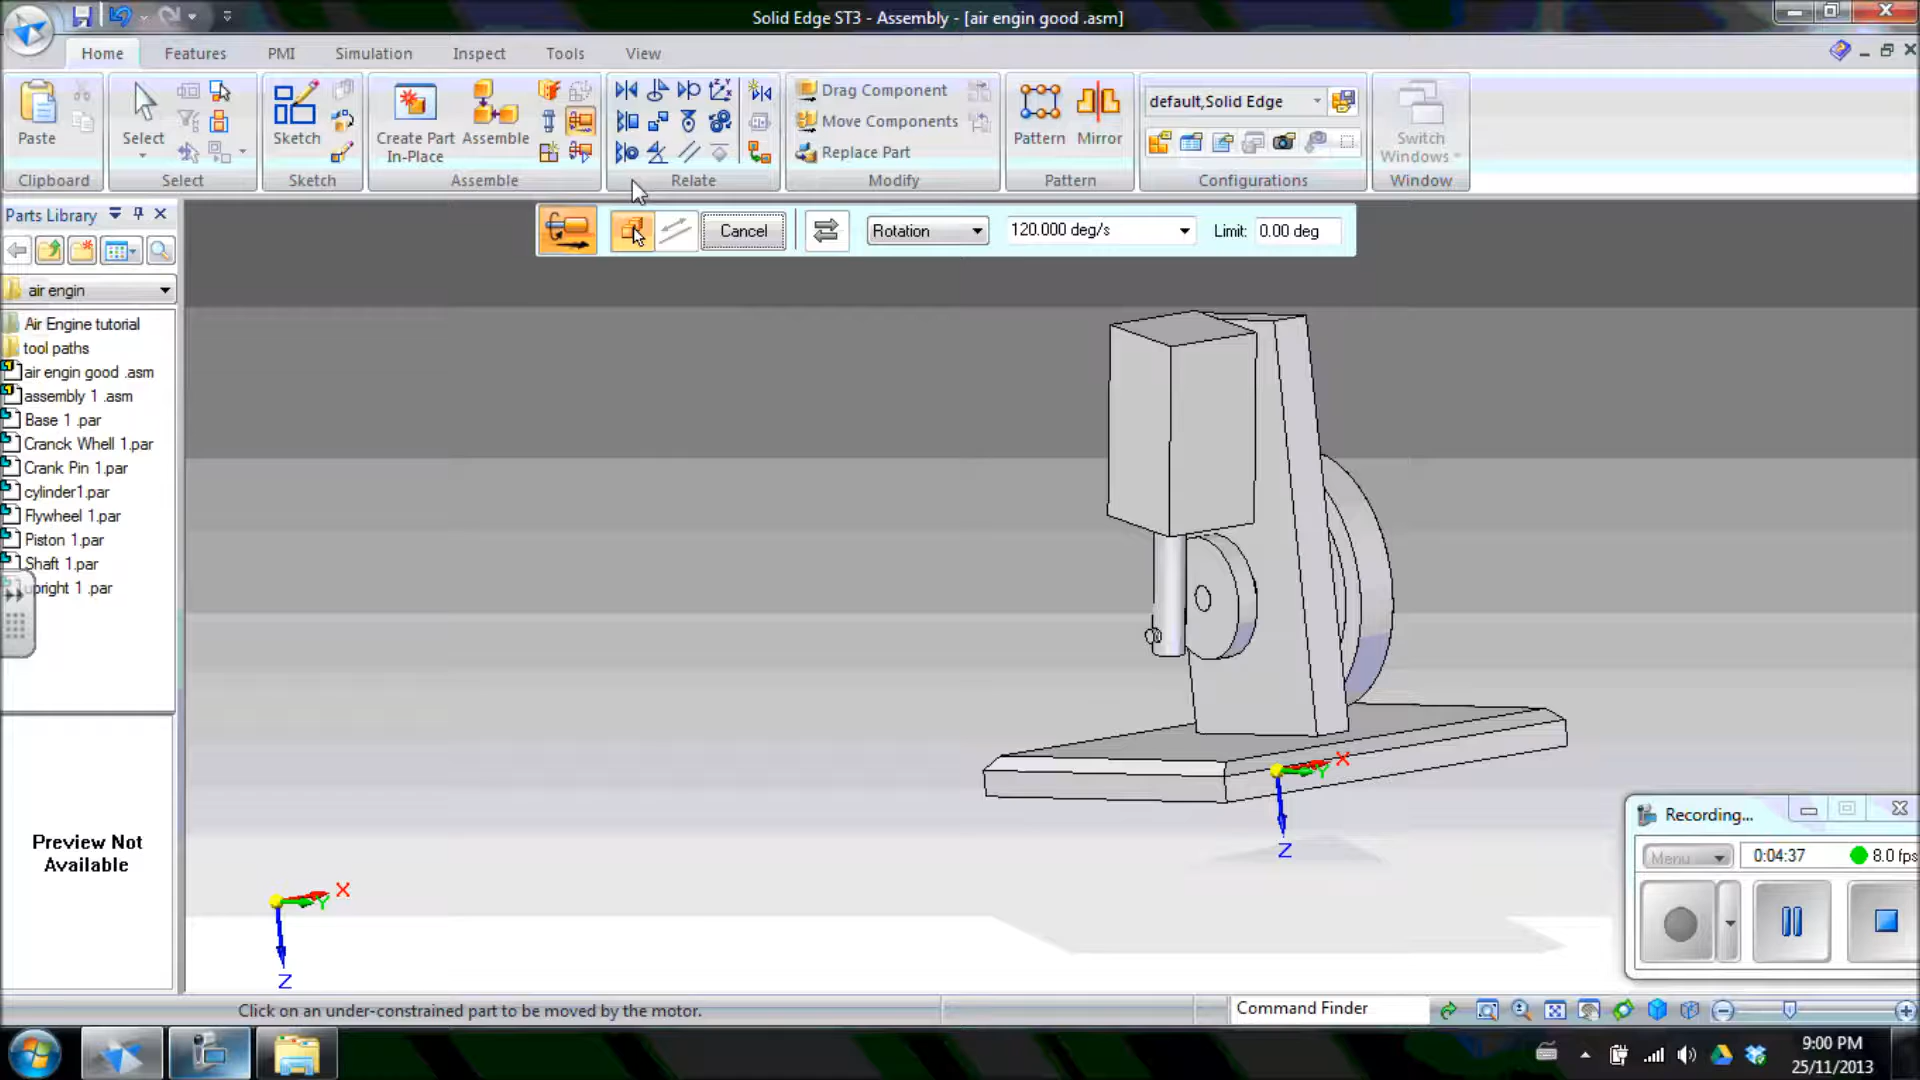 Solid Edge ST3 - Assembly - [air engin good .asm]
Home Features PMI Simulation Inspect Tools View
Paste Select Sketch Create Part In-Place Assemble
Drag Component
Move Components
Replace Part
Pattern Mirror
default,Solid Edge
Switch Windows
Clipboard Select Sketch Assemble Relate Modify Pattern Configurations Window
Parts Library
Cancel Rotation 120.000 deg/s Limit: 0.00 deg
air engin
Air Engine tutorial
tool paths
air engin good .asm
assembly 1 .asm
Base 1 .par
Cranck Whell 1.par
Crank Pin 1.par
cylinder1.par
Flywheel 1.par
Piston 1.par
Shaft 1.par
upright 1 .par
Preview Not
Available
X
Y
Z
X
Y
Z
Recording...
Menu 0:04:37 8.0 fps
Click on an under-constrained part to be moved by the motor.
Command Finder
9:00 PM
25/11/2013